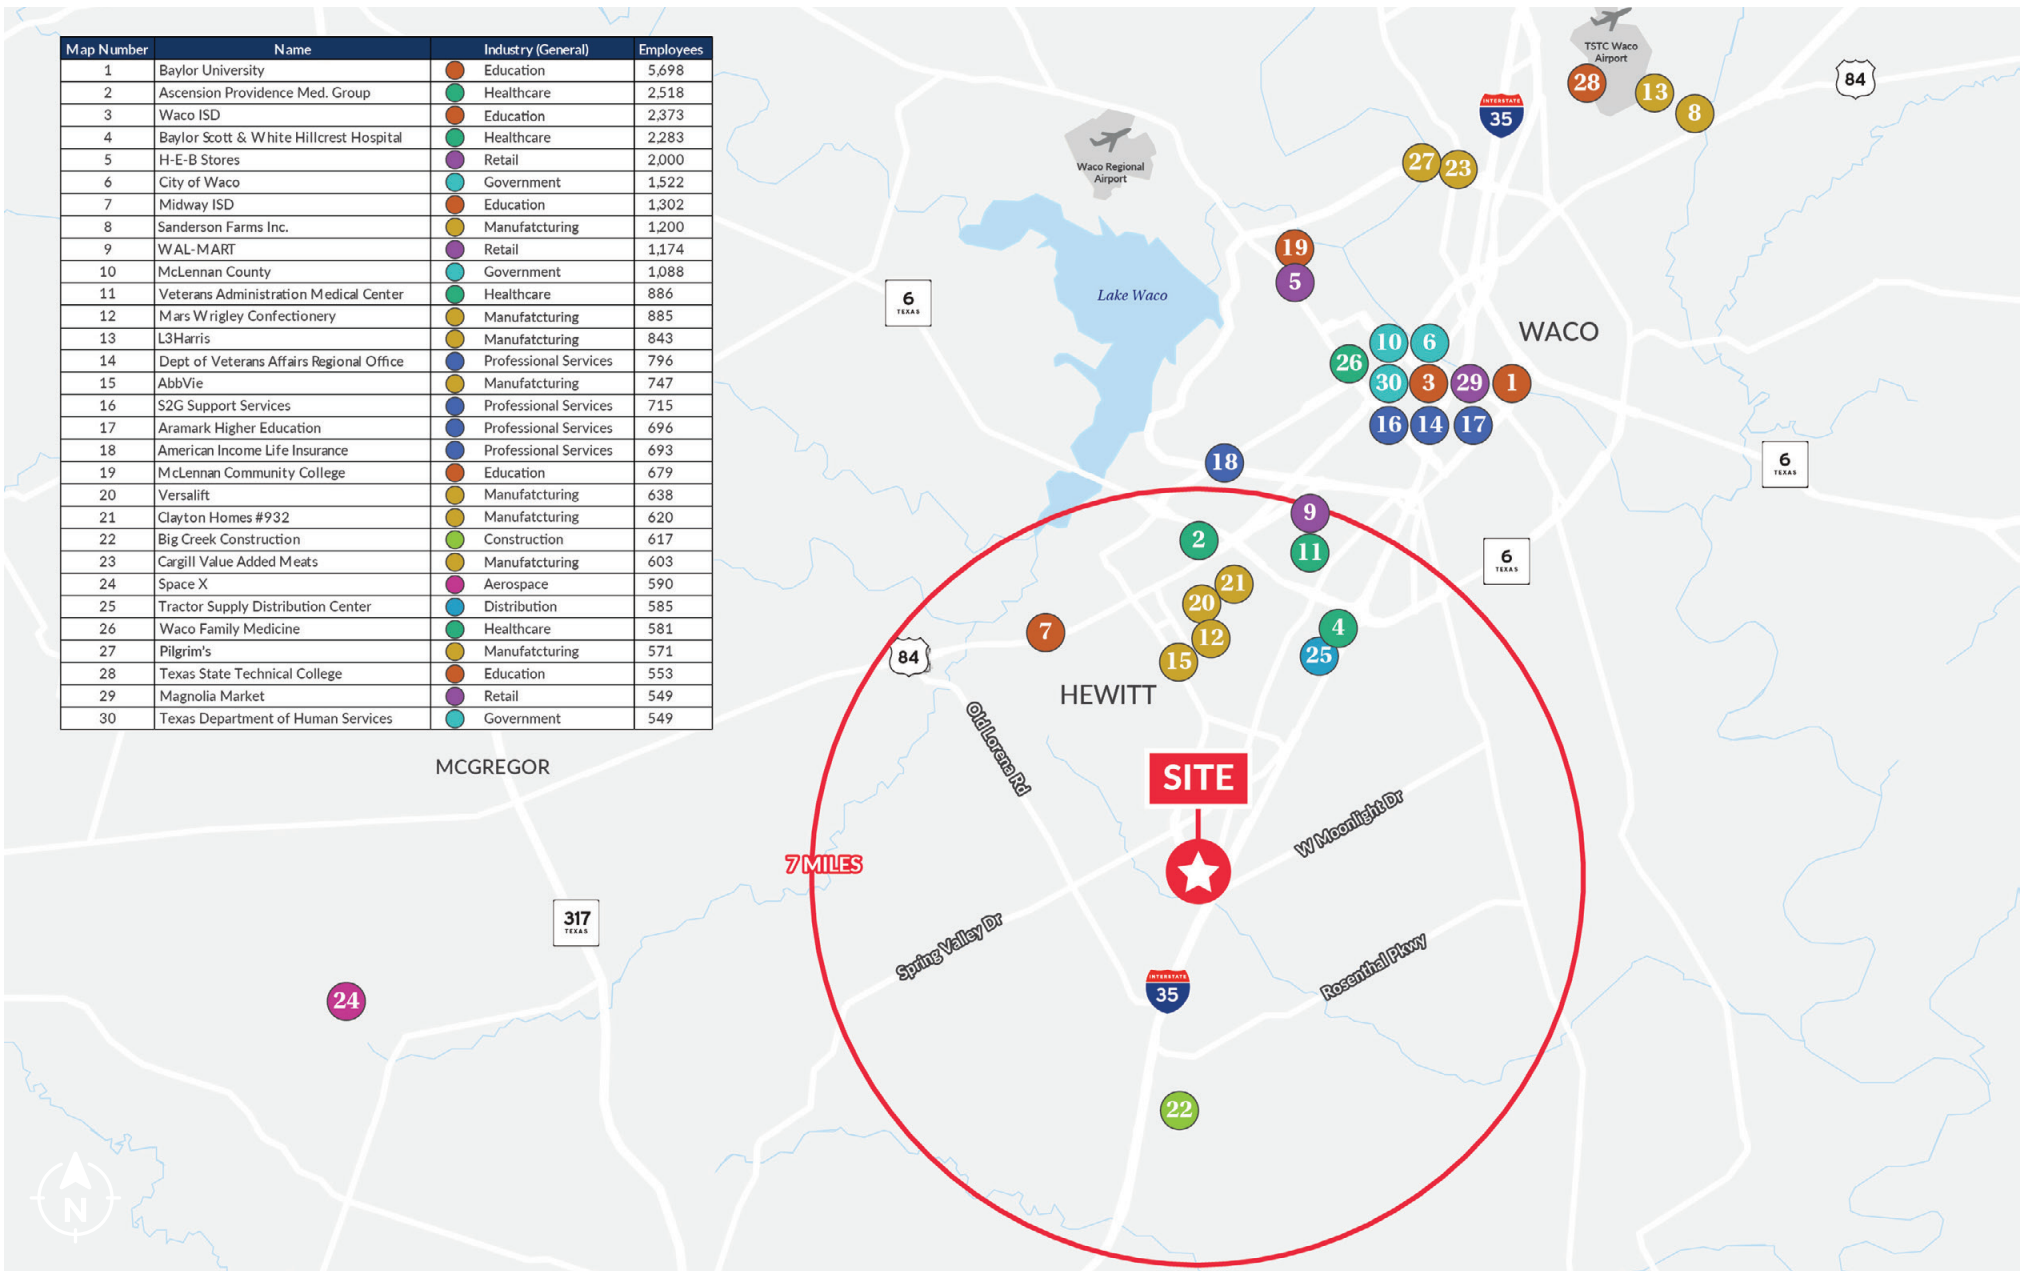 Map Number Name Industry (General) Employees
1 Baylor University Education 5,698
2 Ascension Providence Med. Group Healthcare 2,518
3 Waco ISD Education 2,373
4 Baylor Scott & White Hillcrest Hospital Healthcare 2,283
5 H-E-B Stores Retail 2,000
6 City of Waco Government 1,522
7 Midway ISD Education 1,302
8 Sanderson Farms Inc. Manufatcturing 1,200
9 WAL-MART Retail 1,174
10 McLennan County Government 1,088
11 Veterans Administration Medical Center Healthcare 886
12 Mars Wrigley Confectionery Manufatcturing 885
13 L3Harris Manufatcturing 843
14 Dept of Veterans Affairs Regional Office Professional Services 796
15 AbbVie Manufatcturing 747
16 S2G Support Services Professional Services 715
17 Aramark Higher Education Professional Services 696
18 American Income Life Insurance Professional Services 693
19 McLennan Community College Education 679
20 Versalift Manufatcturing 638
21 Clayton Homes #932 Manufatcturing 620
22 Big Creek Construction Construction 617
23 Cargill Value Added Meats Manufatcturing 603
24 Space X Aerospace 590
25 Tractor Supply Distribution Center Distribution 585
26 Waco Family Medicine Healthcare 581
27 Pilgrim's Manufatcturing 571
28 Texas State Technical College Education 553
29 Magnolia Market Retail 549
30 Texas Department of Human Services Government 549
TSTC Waco
Airport
28
13
8
84
INTERSTATE
35
Waco Regional
Airport
27
23
19
5
6
TEXAS
Lake Waco
WACO
10
6
26
30
3
29
1
16
14
17
18
6
TEXAS
9
2
11
6
TEXAS
21
20
7
12
4
84
15
25
HEWITT
Old Lorena Rd
MCGREGOR
SITE
W Moonlight Dr
7 MILES
317
TEXAS
Spring Valley Dr
Rosenthal Pkwy
INTERSTATE
35
24
22
N